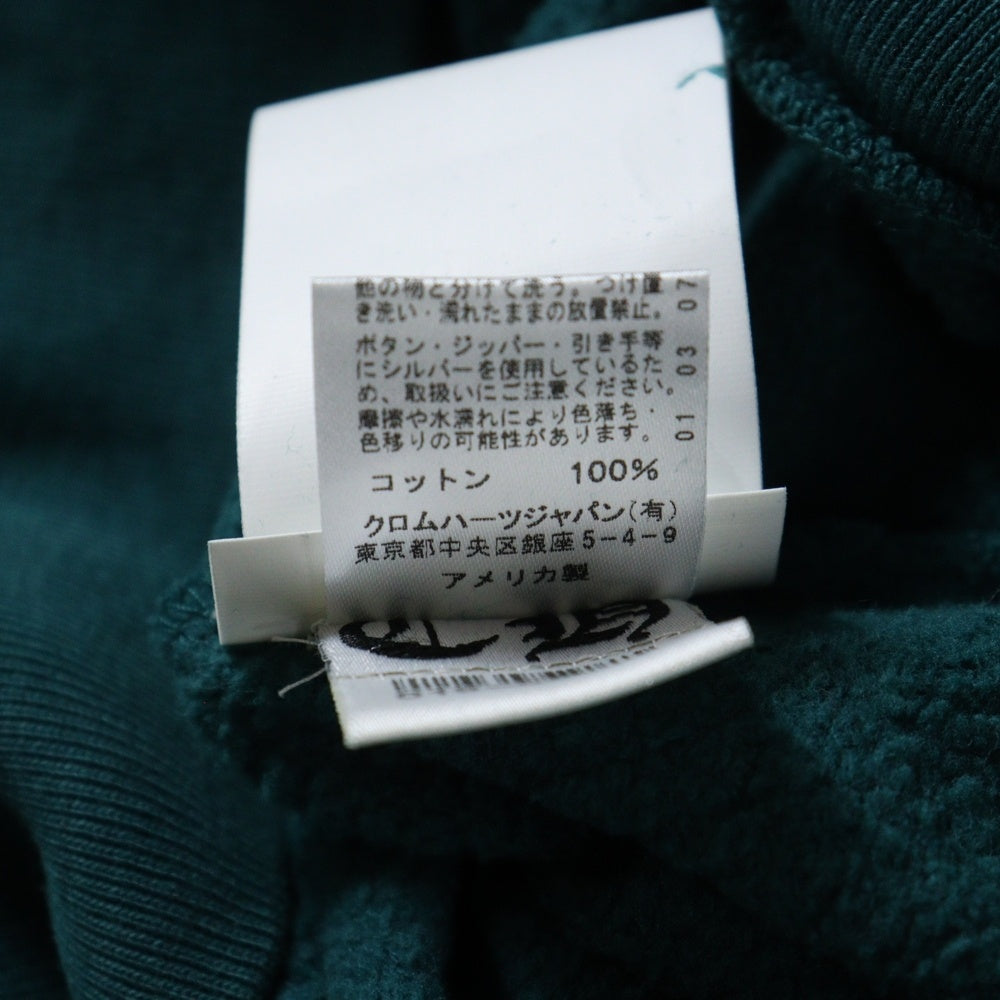 他の物と分けて洗う。つけ置
き洗い・濡れたままの放置禁止。
ボタン・ジッパー・引き手等
にシルバーを使用しているた
め、取扱いにご注意ください。
摩擦や水濡れにより色落ち・
色移りの可能性があります。
コットン 100%
クロムハーツジャパン(有)
東京都中央区銀座5-4-9
アメリカ製
01 03 07